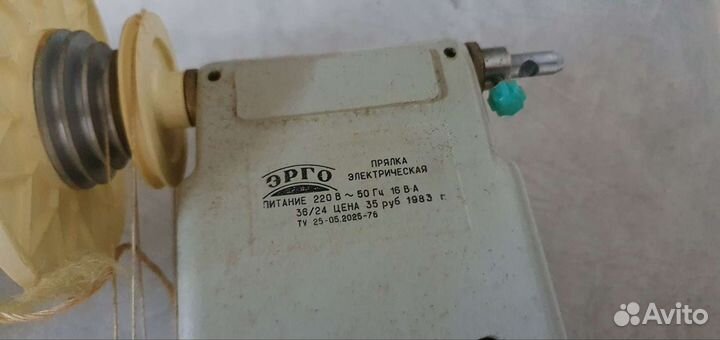 ЭРГО
ПРЯЛКА
ЭЛЕКТРИЧЕСКАЯ
ПИТАНИЕ 220 В ~ 50 Гц 16 В·А
36/24 ЦЕНА 35 руб 1983 г.
ТУ 25-05.2025-76
Avito